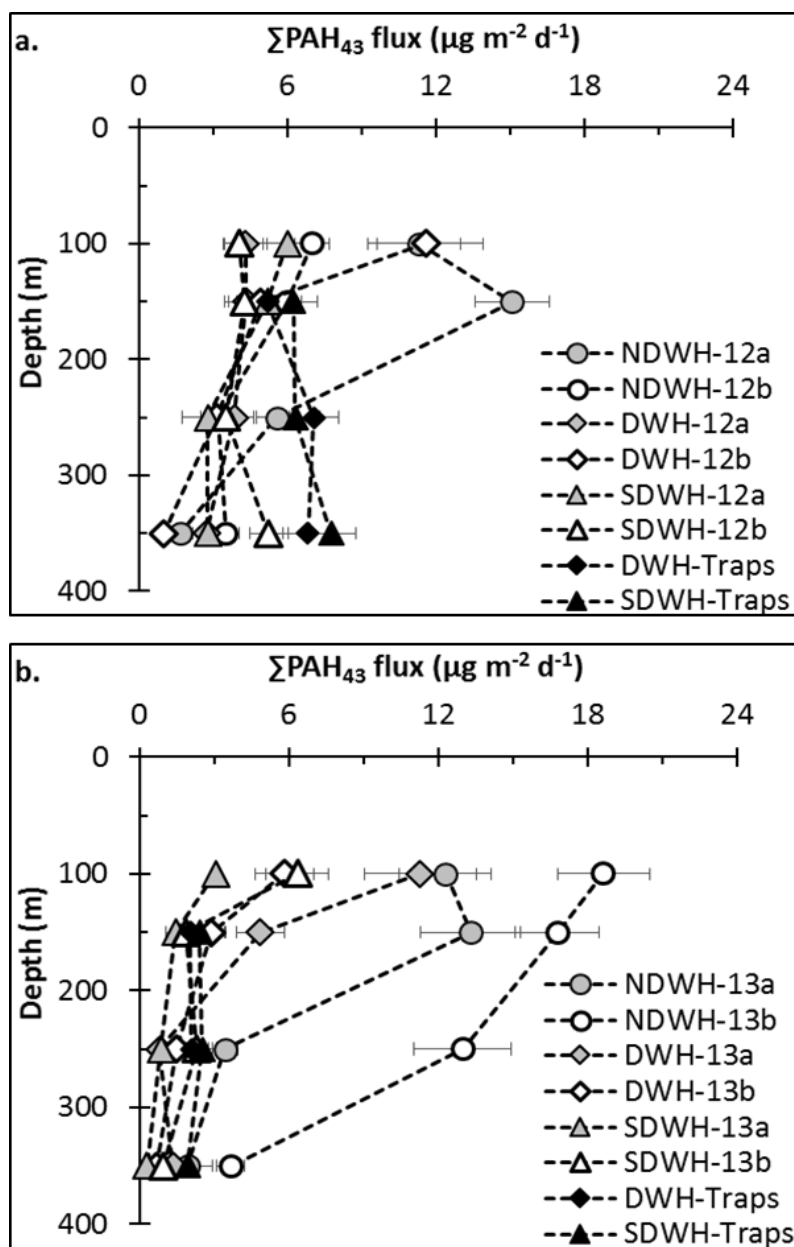 a.
∑PAH₄₃ flux (µg m⁻² d⁻¹)
0 6 12 18 24
0
100
200
300
400
Depth (m)
NDWH-12a
NDWH-12b
DWH-12a
DWH-12b
SDWH-12a
SDWH-12b
DWH-Traps
SDWH-Traps
b.
∑PAH₄₃ flux (µg m⁻² d⁻¹)
0 6 12 18 24
0
100
200
300
400
Depth (m)
NDWH-13a
NDWH-13b
DWH-13a
DWH-13b
SDWH-13a
SDWH-13b
DWH-Traps
SDWH-Traps